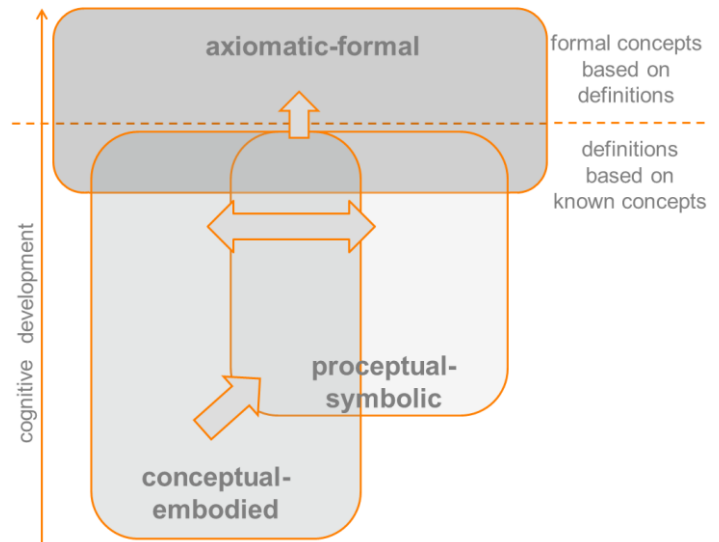 axiomatic-formal
formal concepts
based on
definitions
definitions
based on
known concepts
cognitive development
proceptual-
symbolic
conceptual-
embodied